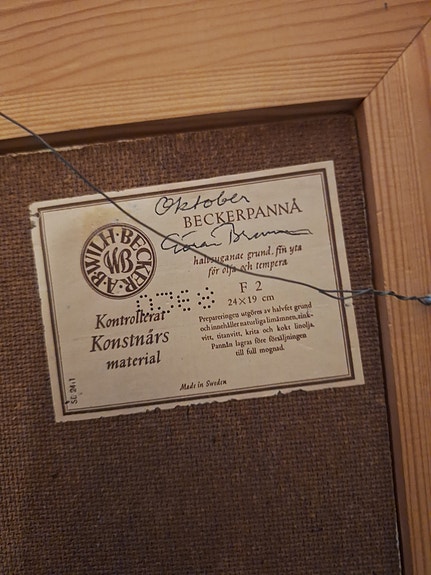 Oktober
BECKERPANNÅ
Göran
halvsugande grund. fin yta
för olja och tempera
A·B·WILH·BECKER·
WB
F 2
24 × 19 cm
Kontrollerat
Konstnärs
material
Prepareringen utgöres av halvfet grund
och innehåller naturliga limämnen, zink-
vitt, titanvitt, krita och kokt linolja.
Pannån lagras före försäljningen
till full mognad.
Made in Sweden